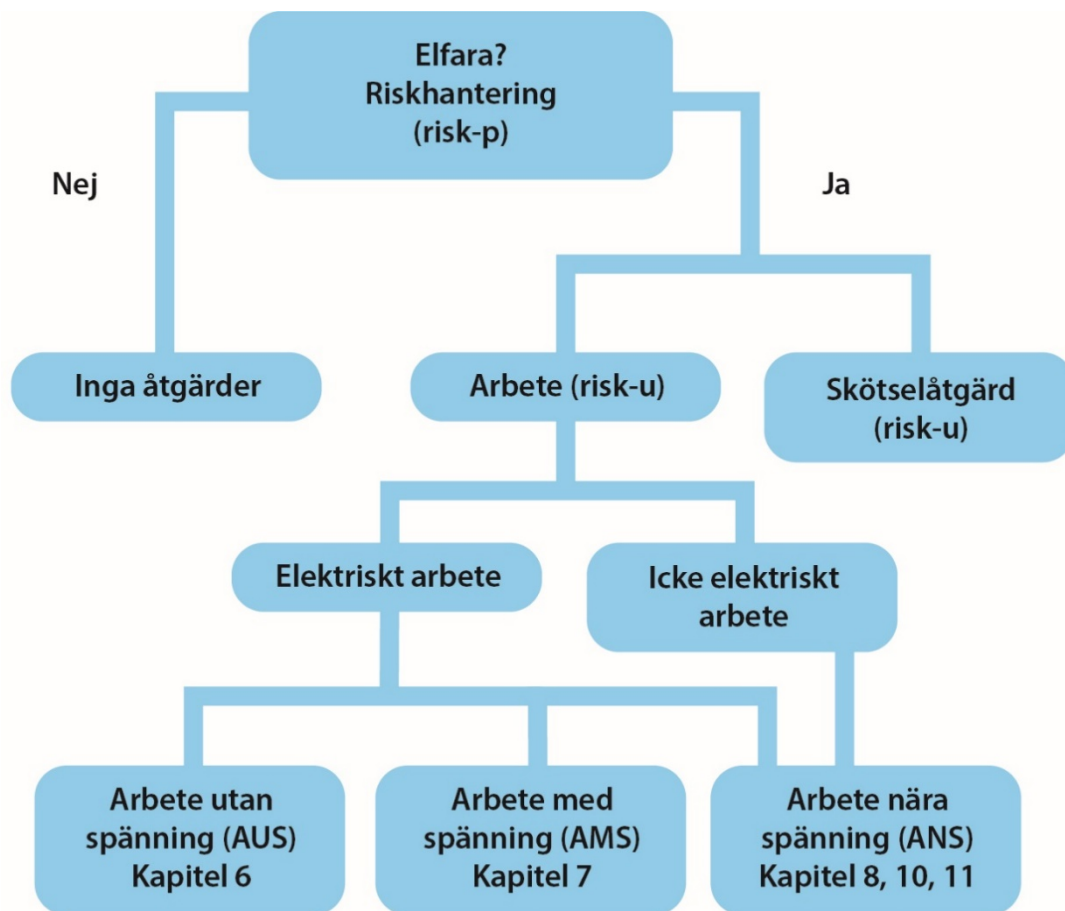 Elfara?
Riskhantering
(risk-p)
Nej
Ja
Inga åtgärder
Arbete (risk-u)
Skötselåtgärd
(risk-u)
Elektriskt arbete
Icke elektriskt
arbete
Arbete utan
spänning (AUS)
Kapitel 6
Arbete med
spänning (AMS)
Kapitel 7
Arbete nära
spänning (ANS)
Kapitel 8, 10, 11